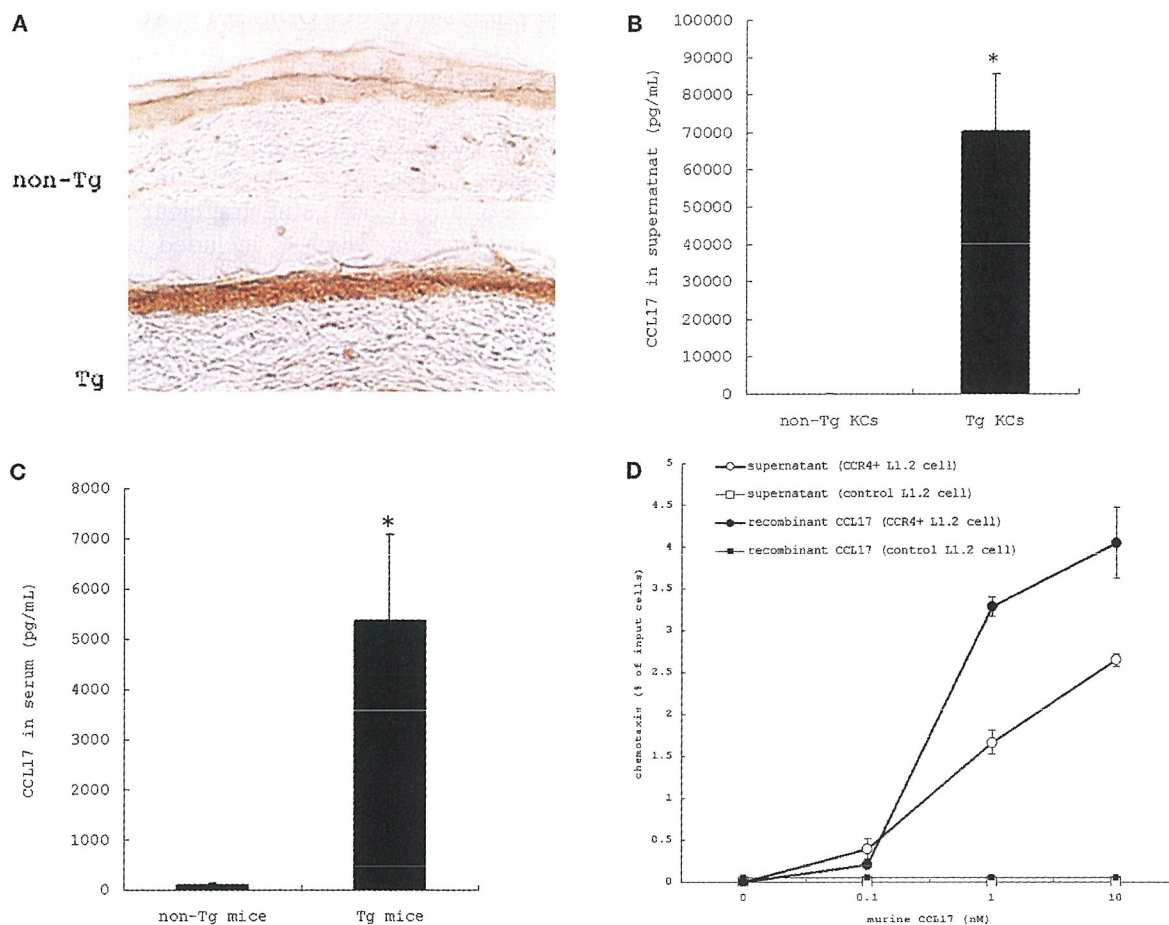 A
non-Tg
Tg
B
CCL17 in supernatnat (pg/mL)
100000
90000
80000
70000
60000
50000
40000
30000
20000
10000
0
*
non-Tg KCs
Tg KCs
C
CCL17 in serum (pg/mL)
8000
7000
6000
5000
4000
3000
2000
1000
0
*
non-Tg mice
Tg mice
D
supernatant (CCR4+ L1.2 cell)
supernatant (control L1.2 cell)
recombinant CCL17 (CCR4+ L1.2 cell)
recombinant CCL17 (control L1.2 cell)
chemotaxis (% of input cells)
5
4.5
4
3.5
3
2.5
2
1.5
1
0.5
0
0
0.1
1
10
murine CCL17 (nM)